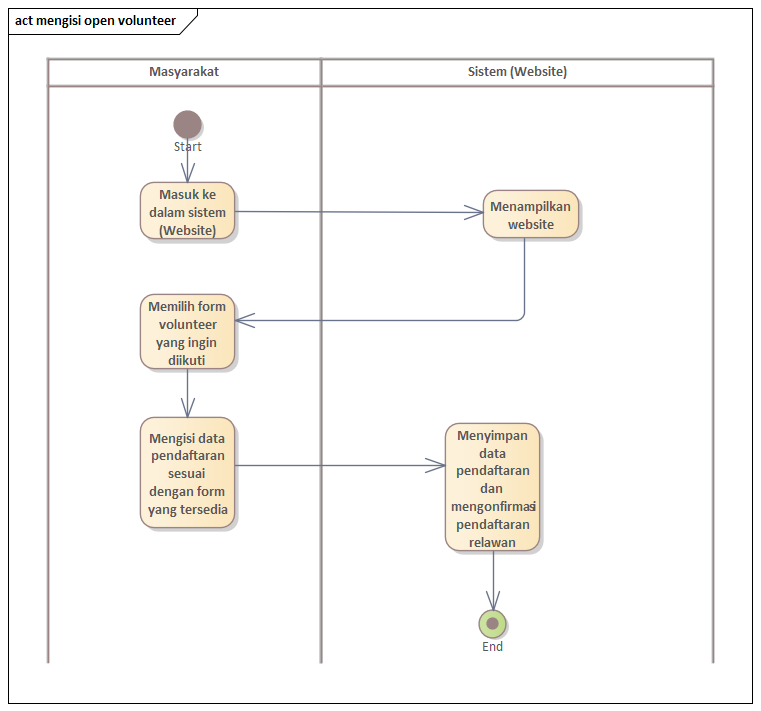 act mengisi open volunteer
Masyarakat
Sistem (Website)
Start
Masuk ke
dalam sistem
(Website)
Menampilkan
website
Memilih form
volunteer
yang ingin
diikuti
Mengisi data
pendaftaran
sesuai
dengan form
yang tersedia
Menyimpan
data
pendaftaran
dan
mengonfirmasi
pendaftaran
relawan
End